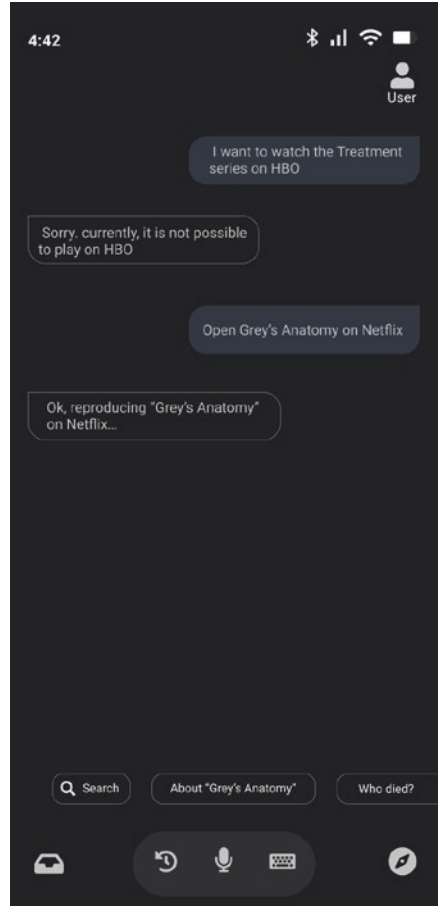 4:42
User
I want to watch the Treatment
series on HBO
Sorry. currently, it is not possible
to play on HBO
Open Grey's Anatomy on Netflix
Ok, reproducing "Grey's Anatomy"
on Netflix...
Search
About "Grey's Anatomy"
Who died?